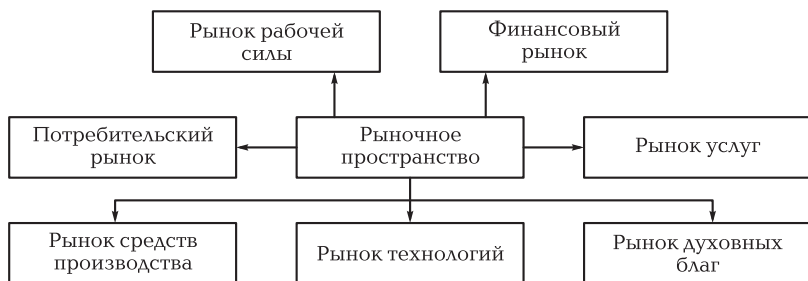 Рынок рабочей
силы
Финансовый
рынок
Потребительский
рынок
Рыночное
пространство
Рынок услуг
Рынок средств
производства
Рынок технологий
Рынок духовных
благ